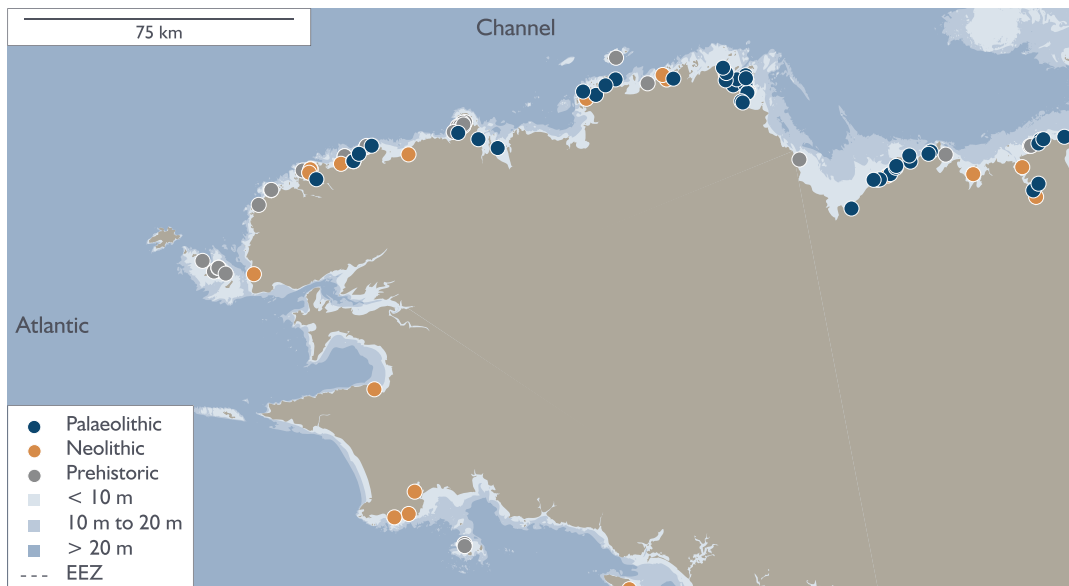 75 km
Channel
Atlantic
Palaeolithic
Neolithic
Prehistoric
< 10 m
10 m to 20 m
> 20 m
EEZ